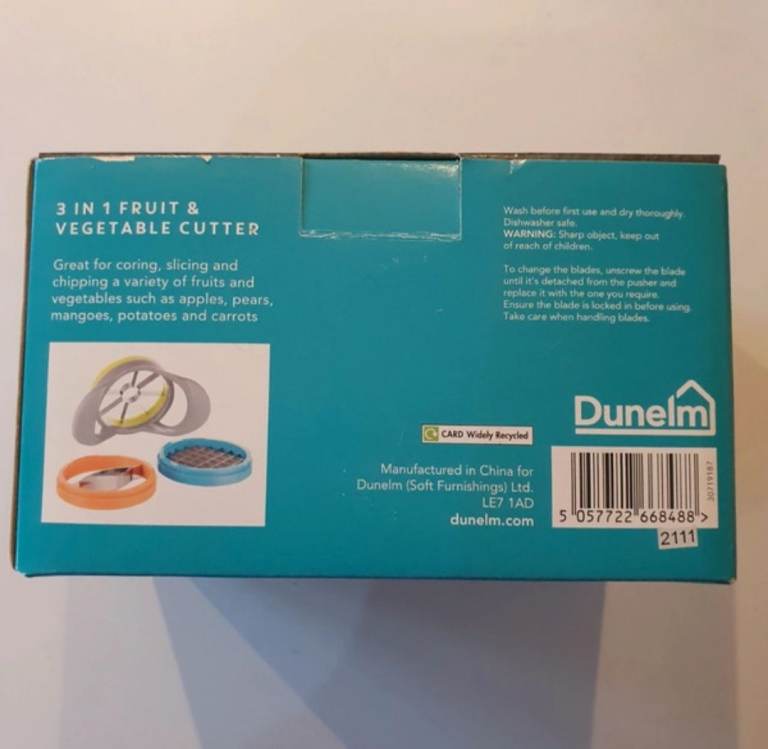 3 IN 1 FRUIT &
VEGETABLE CUTTER
Great for coring, slicing and
chipping a variety of fruits and
vegetables such as apples, pears,
mangoes, potatoes and carrots
Wash before first use and dry thoroughly.
Dishwasher safe.
WARNING: Sharp object, keep out
of reach of children.
To change the blades, unscrew the blade
until it's detached from the pusher and
replace it with the one you require.
Ensure the blade is locked in before using.
Take care when handling blades.
Dunelm
CARD Widely Recycled
Manufactured in China for
Dunelm (Soft Furnishings) Ltd.
LE7 1AD
dunelm.com
30719187
5 057722 668488 >
2111